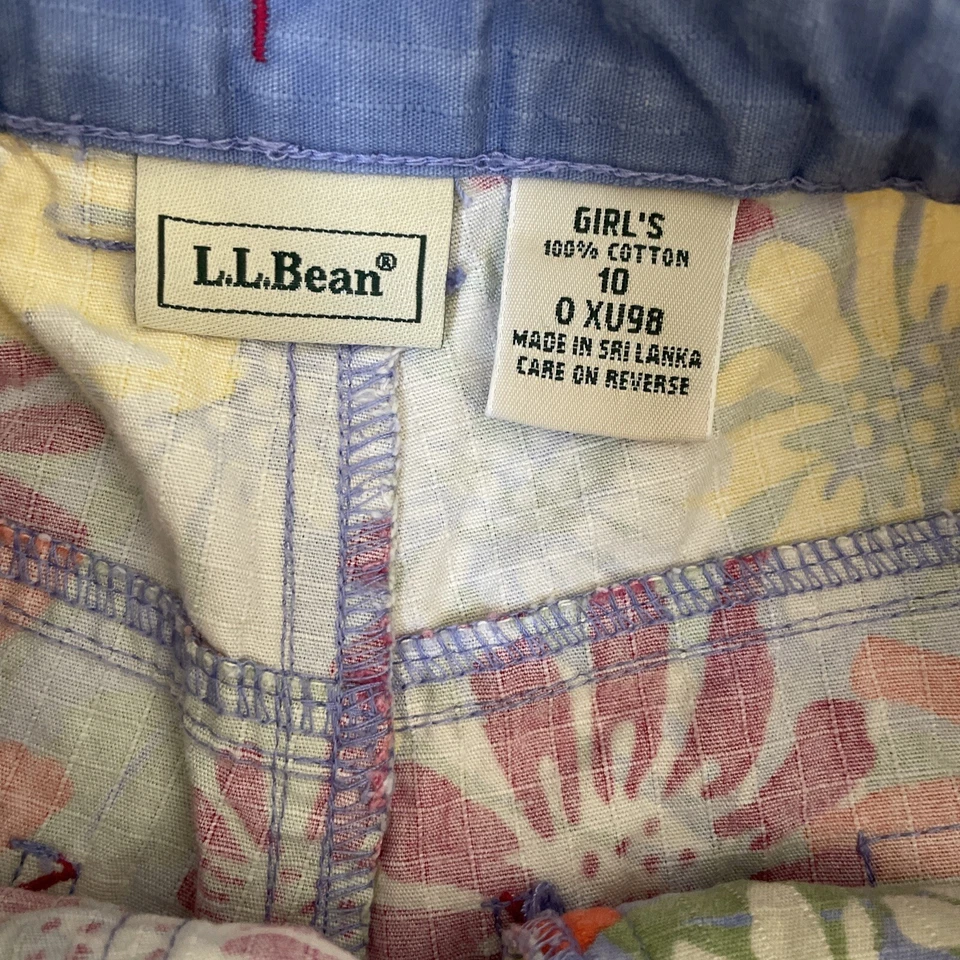 L.L.Bean®
GIRL'S
100% COTTON
10
0 XU98
MADE IN SRI LANKA
CARE ON REVERSE